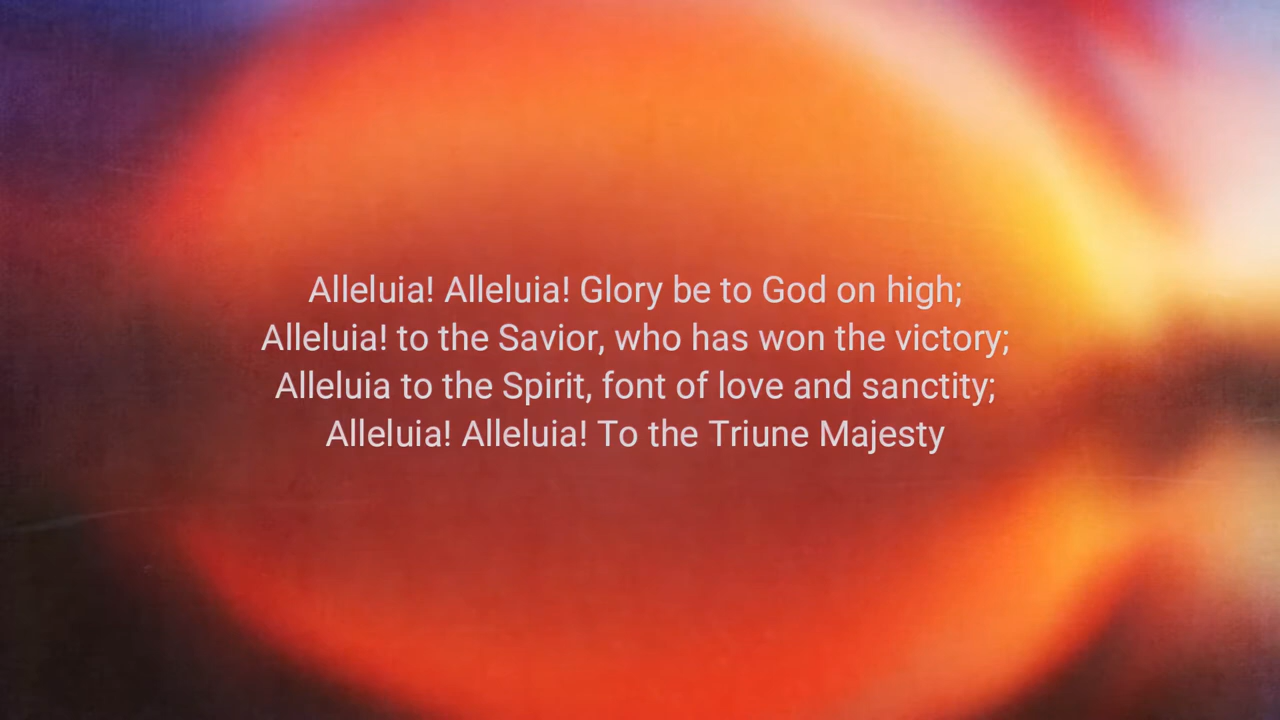 Alleluia! Alleluia! Glory be to God on high;
Alleluia! to the Savior, who has won the victory;
Alleluia to the Spirit, font of love and sanctity;
Alleluia! Alleluia! To the Triune Majesty